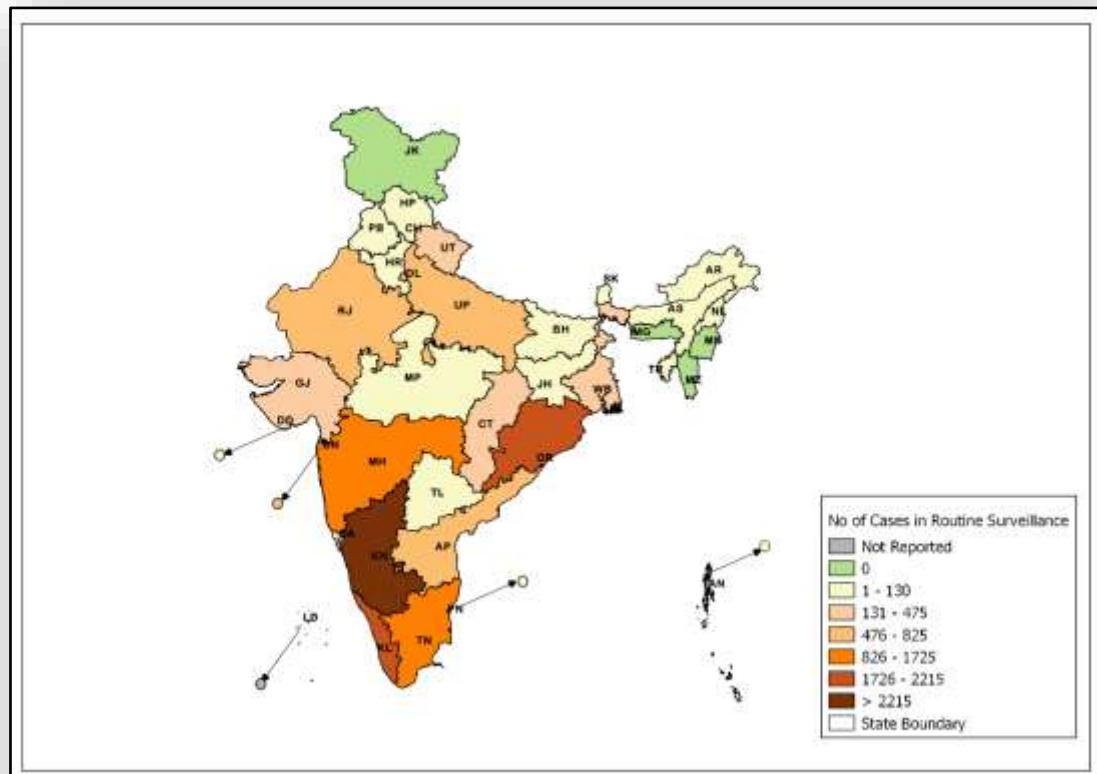 JK
HP
PB
CH
UT
HR
DL
SK
AR
RJ
UP
AS
NL
BH
MG
MP
TR
MZ
GJ
JH
WB
DD
CT
DN
MH
OR
TL
AP
AN
LD
TN
KL
No of Cases in Routine Surveillance
Not Reported
0
1 - 130
131 - 475
476 - 825
826 - 1725
1726 - 2215
> 2215
State Boundary